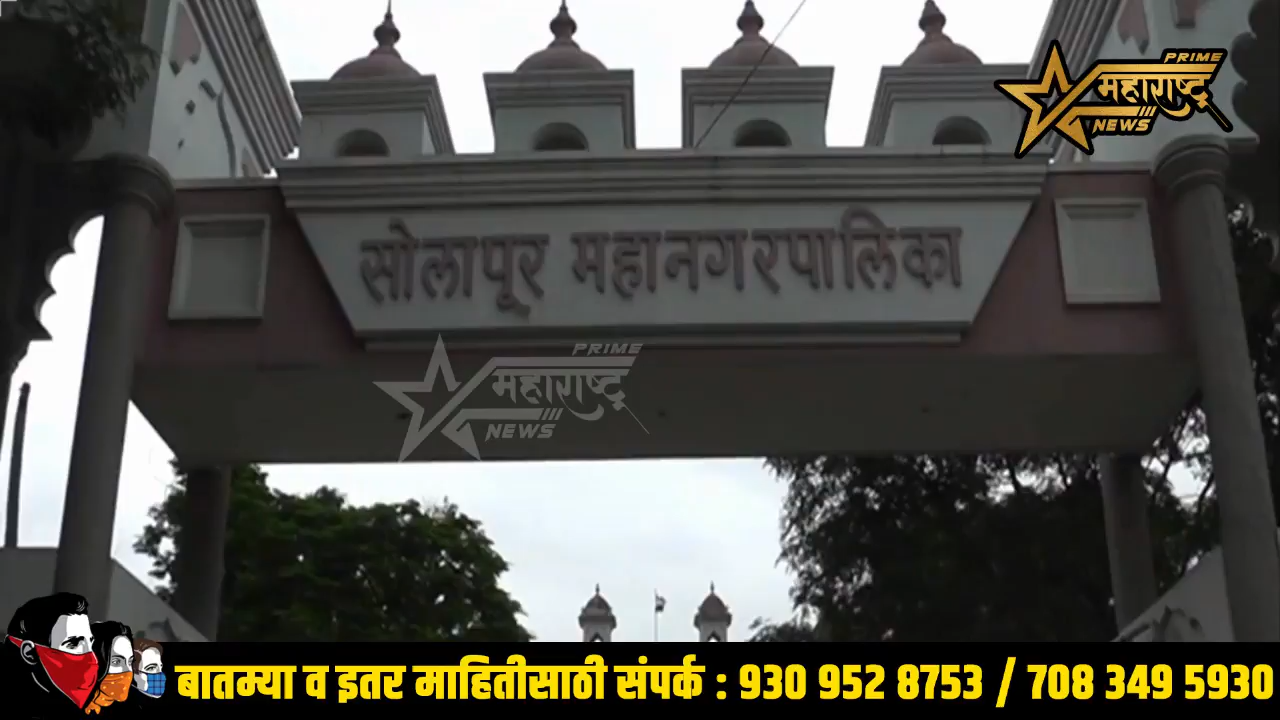 PRIME
महाराष्ट्र
NEWS
सोलापूर महानगरपालिका
PRIME
महाराष्ट्र
NEWS
बातम्या व इतर माहितीसाठी संपर्क : 930 952 8753 / 708 349 5930